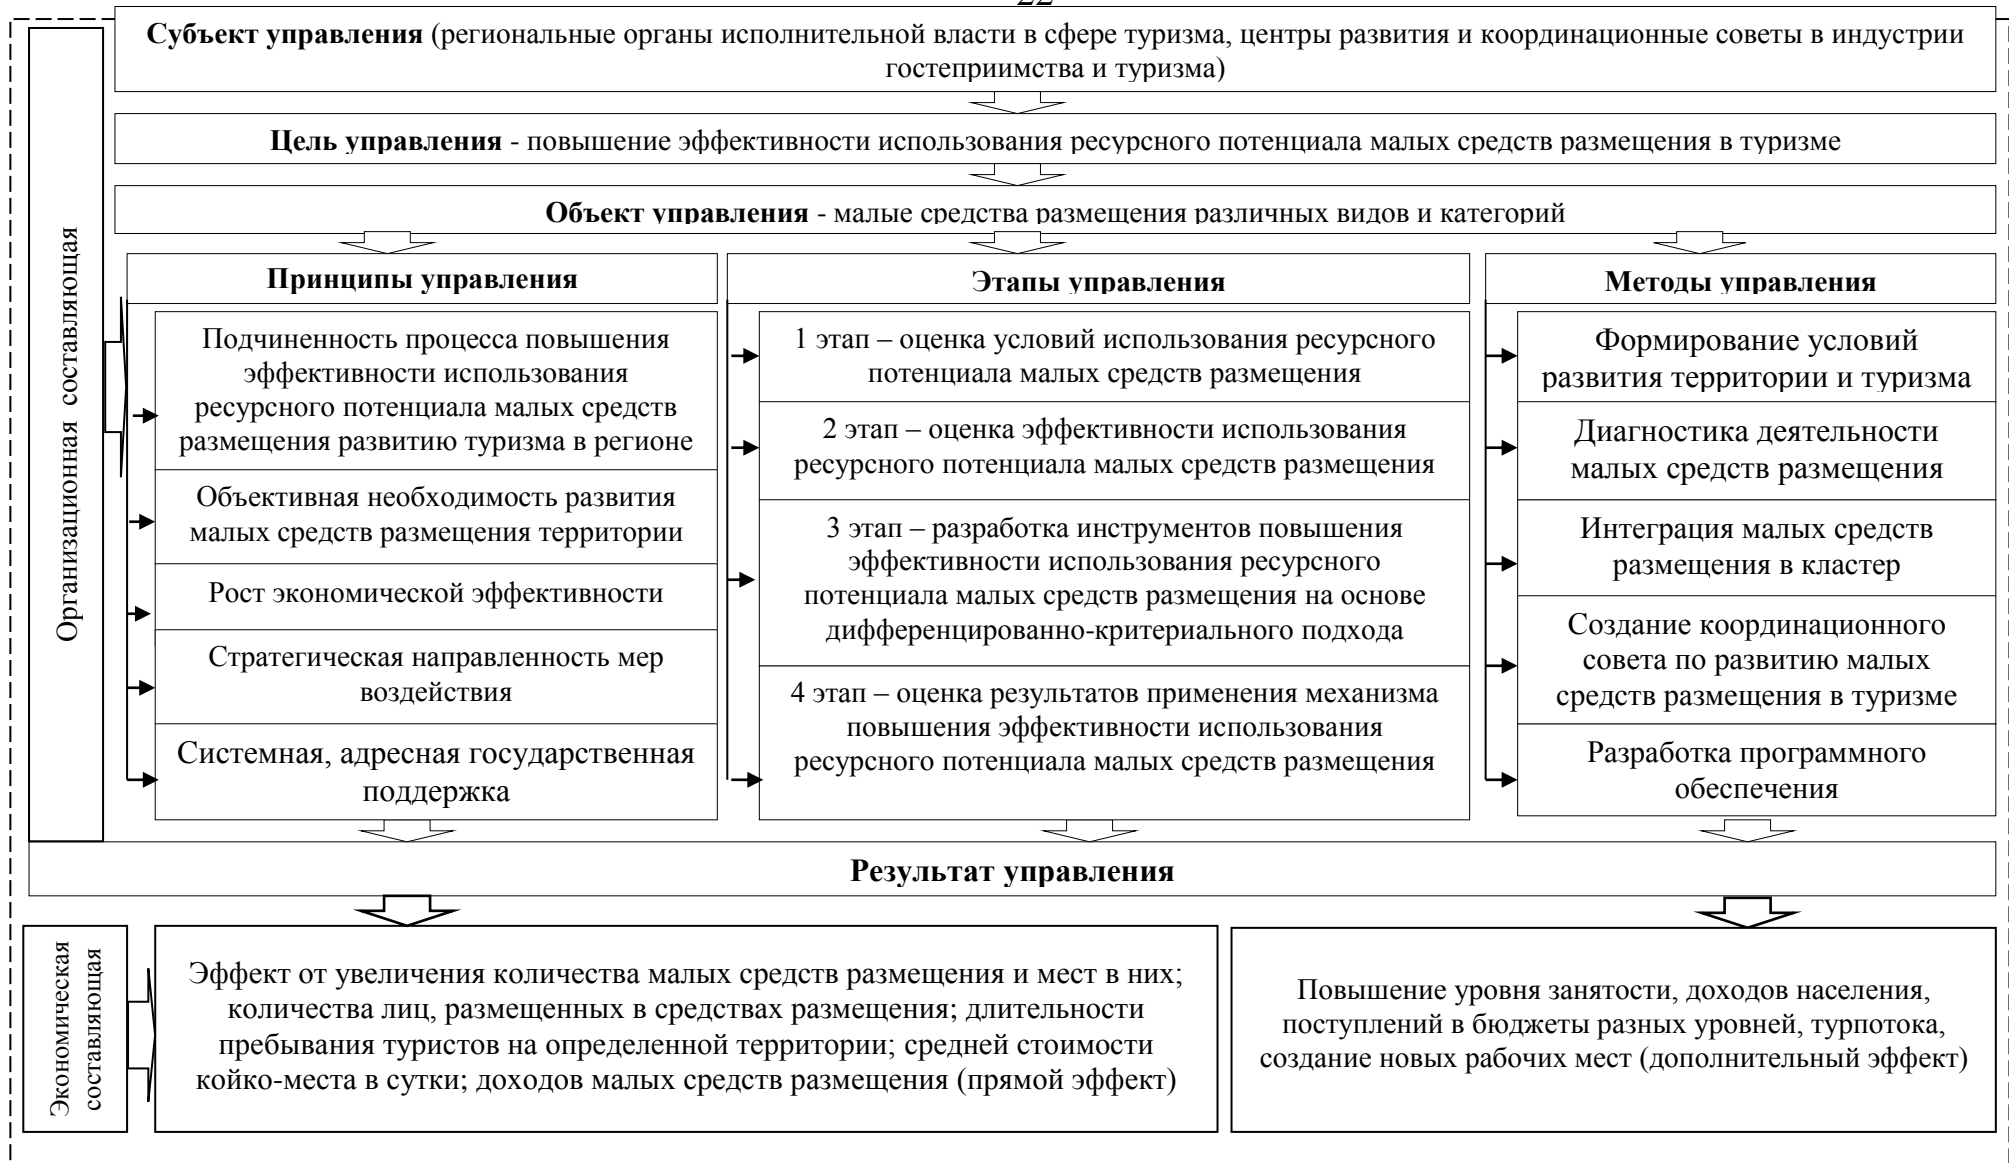 22
Субъект управления (региональные органы исполнительной власти в сфере туризма, центры развития и координационные советы в индустрии
гостеприимства и туризма)
Цель управления - повышение эффективности использования ресурсного потенциала малых средств размещения в туризме
Объект управления - малые средства размещения различных видов и категорий
Организационная составляющая
Принципы управления
Подчиненность процесса повышения
эффективности использования
ресурсного потенциала малых средств
размещения развитию туризма в регионе
Объективная необходимость развития
малых средств размещения территории
Рост экономической эффективности
Стратегическая направленность мер
воздействия
Системная, адресная государственная
поддержка
Этапы управления
1 этап – оценка условий использования ресурсного
потенциала малых средств размещения
2 этап – оценка эффективности использования
ресурсного потенциала малых средств размещения
3 этап – разработка инструментов повышения
эффективности использования ресурсного
потенциала малых средств размещения на основе
дифференцированно-критериального подхода
4 этап – оценка результатов применения механизма
повышения эффективности использования
ресурсного потенциала малых средств размещения
Методы управления
Формирование условий
развития территории и туризма
Диагностика деятельности
малых средств размещения
Интеграция малых средств
размещения в кластер
Создание координационного
совета по развитию малых
средств размещения в туризме
Разработка программного
обеспечения
Результат управления
Экономическая
составляющая
Эффект от увеличения количества малых средств размещения и мест в них;
количества лиц, размещенных в средствах размещения; длительности
пребывания туристов на определенной территории; средней стоимости
койко-места в сутки; доходов малых средств размещения (прямой эффект)
Повышение уровня занятости, доходов населения,
поступлений в бюджеты разных уровней, турпотока,
создание новых рабочих мест (дополнительный эффект)